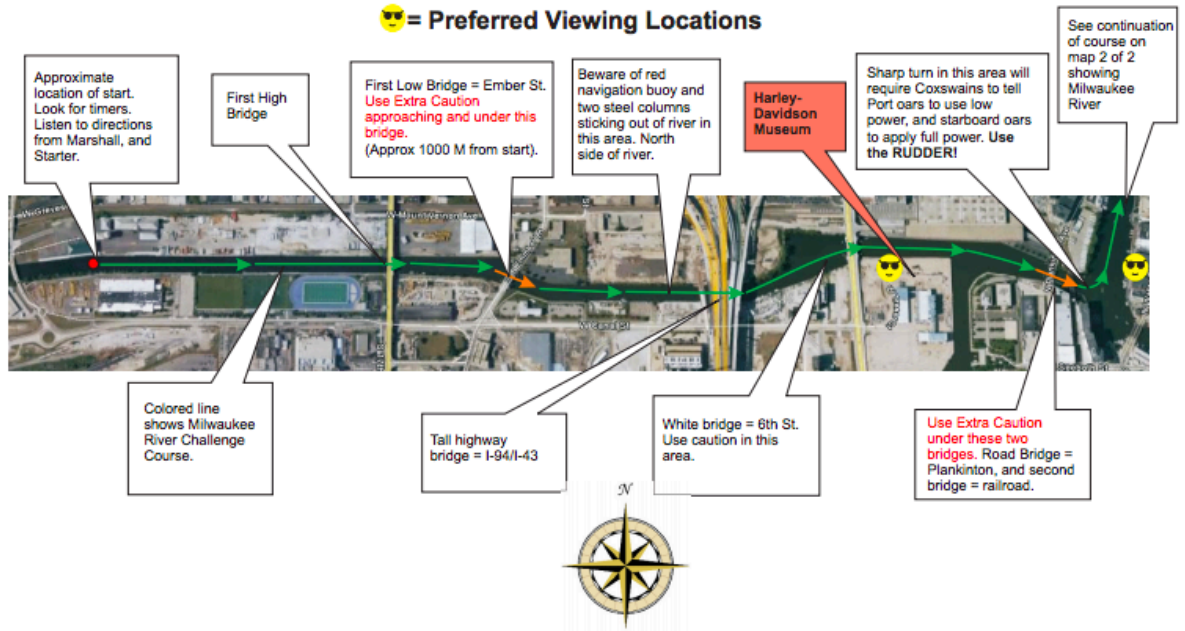 = Preferred Viewing Locations
Approximate
location of start.
Look for timers.
Listen to directions
from Marshall, and
Starter.
First High
Bridge
First Low Bridge = Ember St.
Use Extra Caution
approaching and under this
bridge.
(Approx 1000 M from start).
Beware of red
navigation buoy and
two steel columns
sticking out of river in
this area. North
side of river.
Harley-
Davidson
Museum
Sharp turn in this area will
require Coxswains to tell
Port oars to use low
power, and starboard oars
to apply full power. Use
the RUDDER!
See continuation
of course on
map 2 of 2
showing
Milwaukee
River
W Mount Vernon Ave
W Canal St
Colored line
shows Milwaukee
River Challenge
Course.
Tall highway
bridge = I-94/I-43
White bridge = 6th St.
Use caution in this
area.
Use Extra Caution
under these two
bridges. Road Bridge =
Plankinton, and second
bridge = railroad.
N